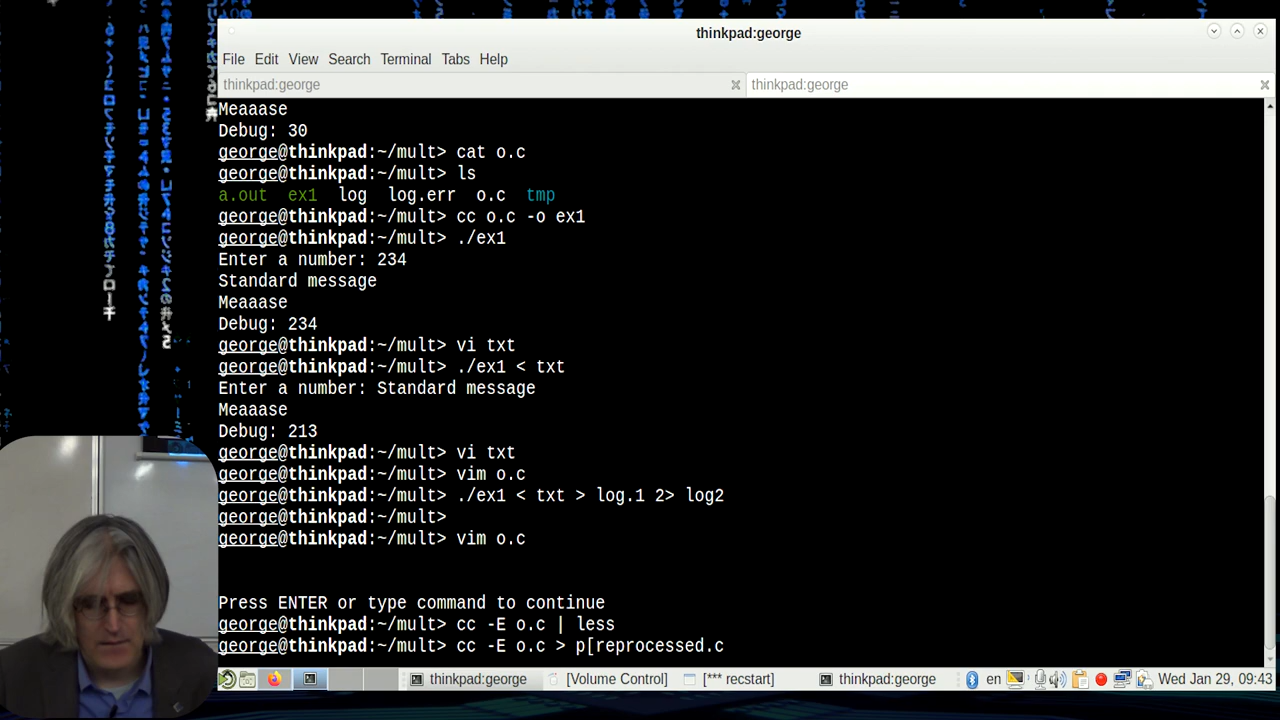 thinkpad:george
File Edit View Search Terminal Tabs Help
thinkpad:george thinkpad:george
Meaaase
Debug: 30
george@thinkpad:~/mult> cat o.c
george@thinkpad:~/mult> ls
a.out ex1 log log.err o.c tmp
george@thinkpad:~/mult> cc o.c -o ex1
george@thinkpad:~/mult> ./ex1
Enter a number: 234
Standard message
Meaaase
Debug: 234
george@thinkpad:~/mult> vi txt
george@thinkpad:~/mult> ./ex1 < txt
Enter a number: Standard message
Meaaase
Debug: 213
george@thinkpad:~/mult> vi txt
george@thinkpad:~/mult> vim o.c
george@thinkpad:~/mult> ./ex1 < txt > log.1 2> log2
george@thinkpad:~/mult>
george@thinkpad:~/mult> vim o.c
Press ENTER or type command to continue
george@thinkpad:~/mult> cc -E o.c | less
george@thinkpad:~/mult> cc -E o.c > p[reprocessed.c
thinkpad:george [Volume Control] [*** recstart] thinkpad:george en Wed Jan 29, 09:43